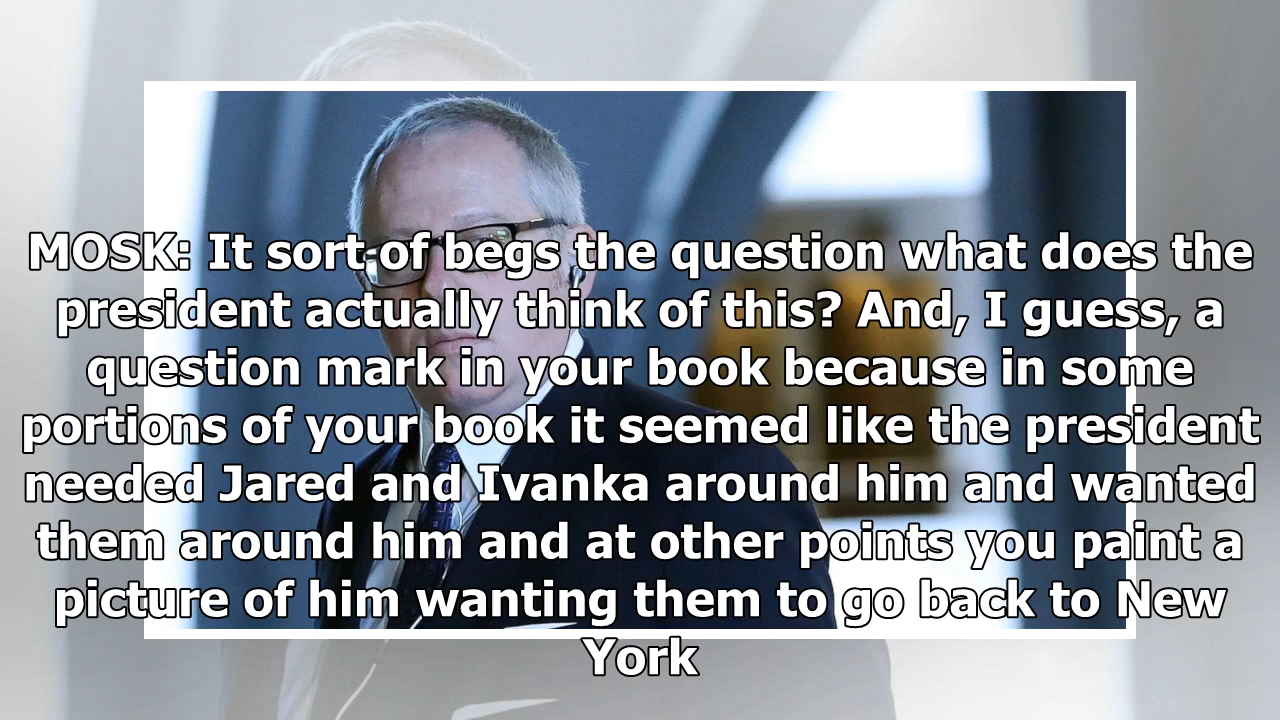 MOSK: It sort of begs the question what does the
president actually think of this? And, I guess, a
question mark in your book because in some
portions of your book it seemed like the president
needed Jared and Ivanka around him and wanted
them around him and at other points you paint a
picture of him wanting them to go back to New
York